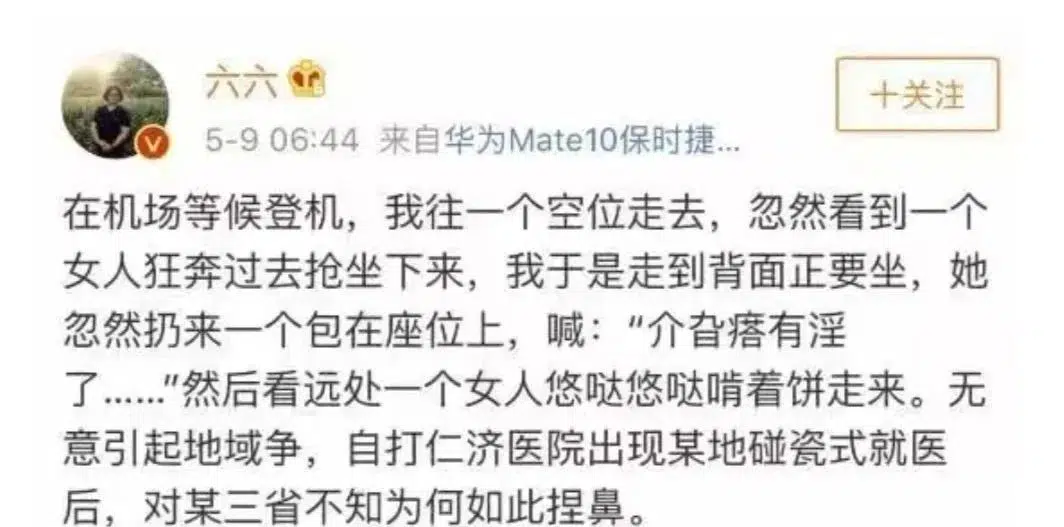 六六
十关注
5-9 06:44 来自华为Mate10保时捷...
在机场等候登机，我往一个空位走去，忽然看到一个
女人狂奔过去抢坐下来，我于是走到背面正要坐，她
忽然扔来一个包在座位上，喊：“介旮瘩有淫
了......”然后看远处一个女人悠哒悠哒啃着饼走来。无
意引起地域争，自打仁济医院出现某地碰瓷式就医
后，对某三省不知为何如此捏鼻。